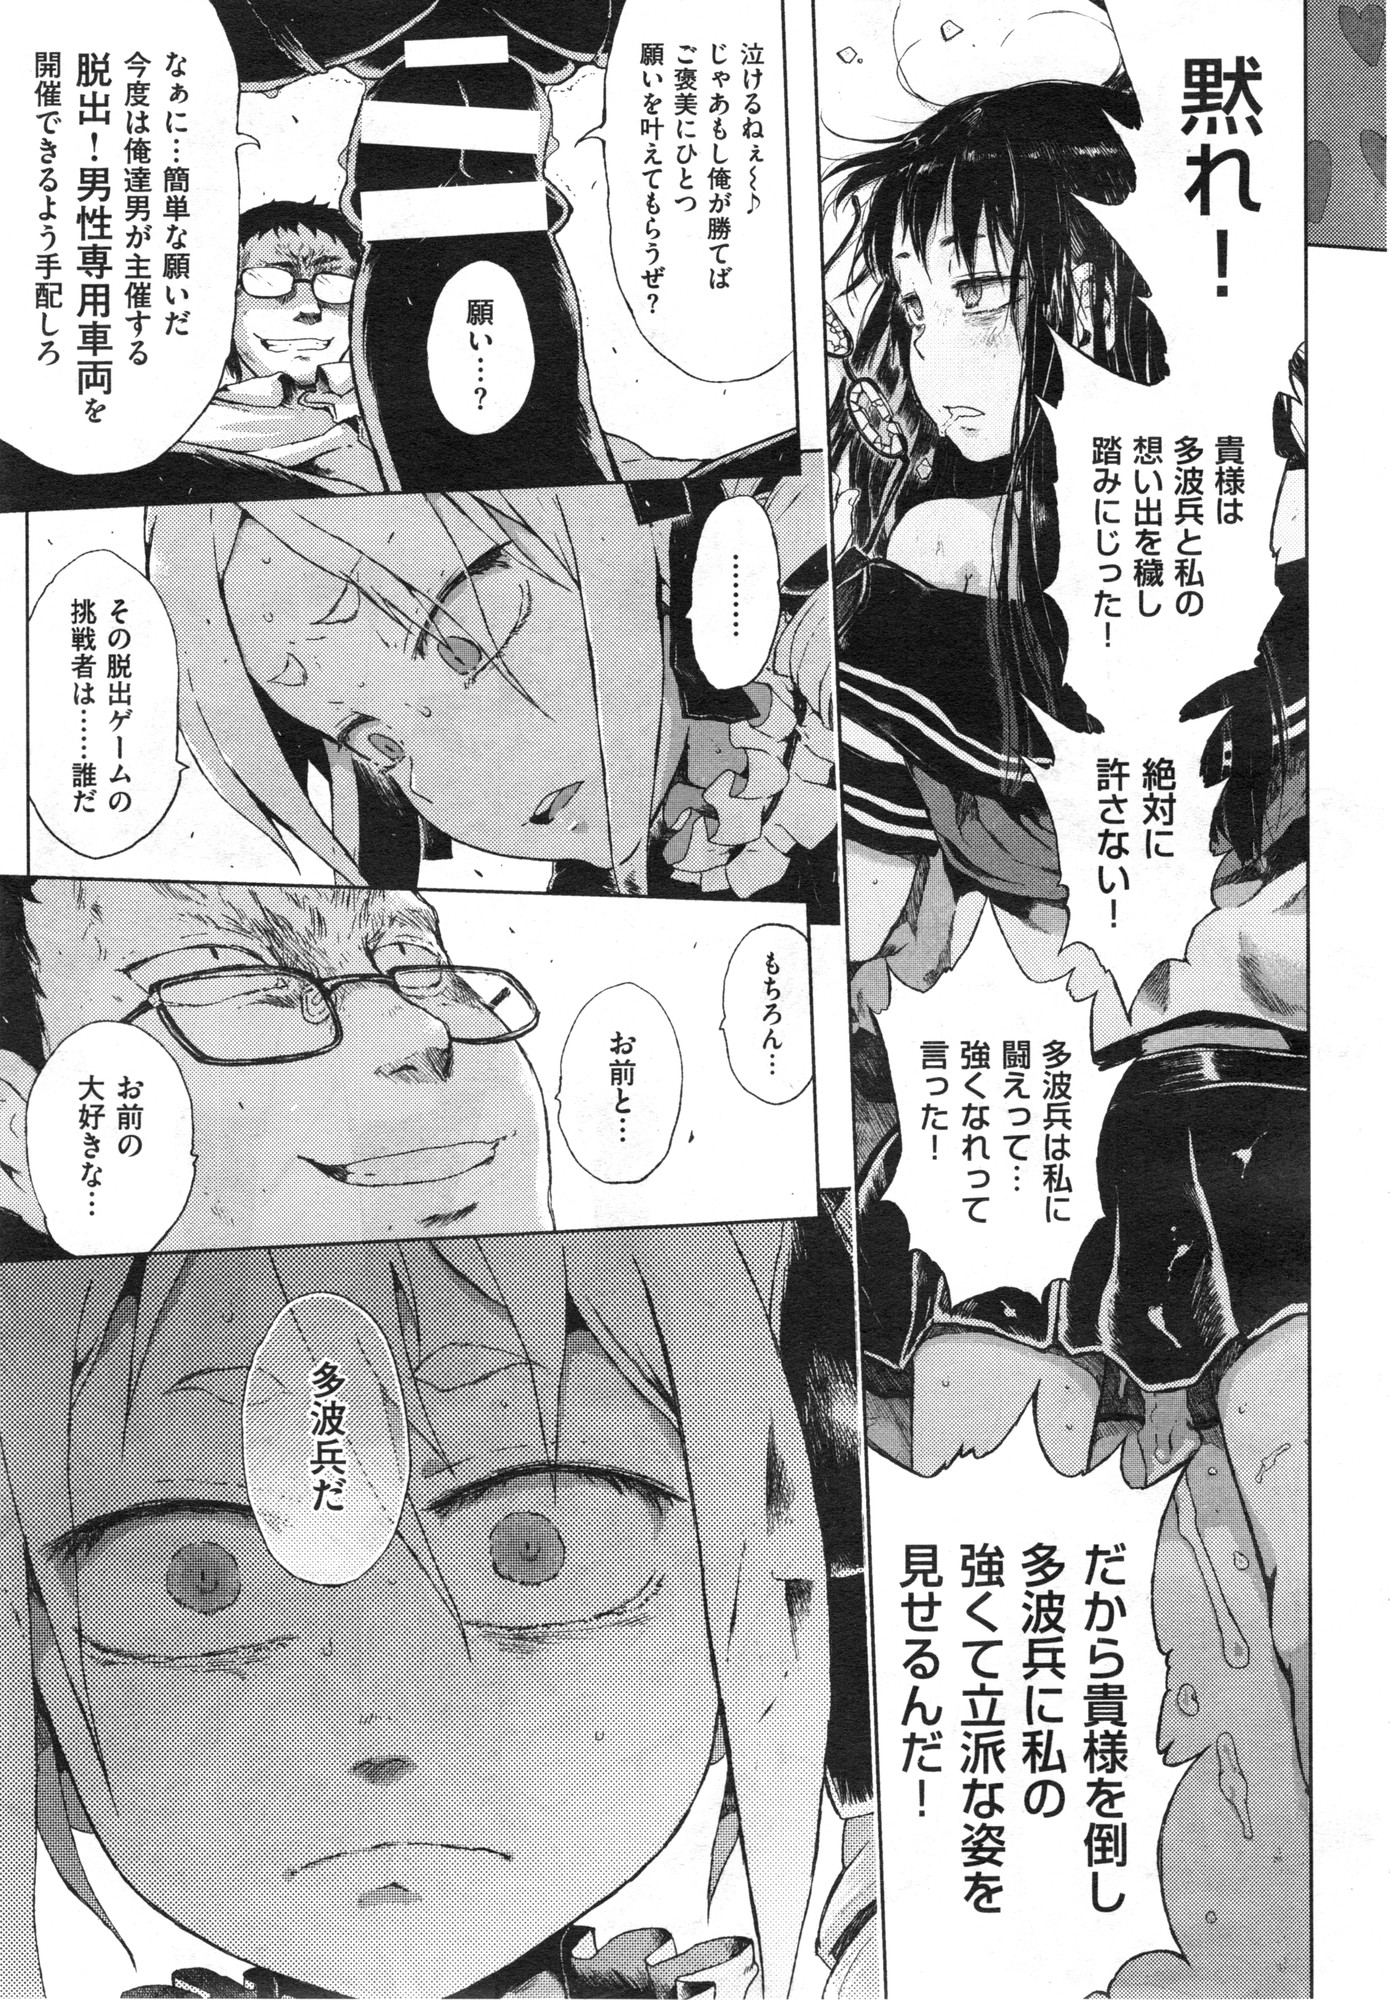 黙れ！
貴様は
多波兵と私の
想い出を穢し
踏みにじった！
絶対に
許さない！
多波兵は私に
闘えって…
強くなれって
言った！
だから貴様を倒し
多波兵に私の
強くて立派な姿を
見せるんだ！
泣けるねぇ～♪
じゃあもし俺が勝てば
ご褒美にひとつ
願いを叶えてもらうぜ？
願い…？
なぁに…簡単な願いだ
今度は俺達男が主催する
脱出！男性専用車両を
開催できるよう手配しろ
………
その脱出ゲームの
挑戦者は……誰だ
もちろん…
お前と…
お前の
大好きな…
多波兵だ